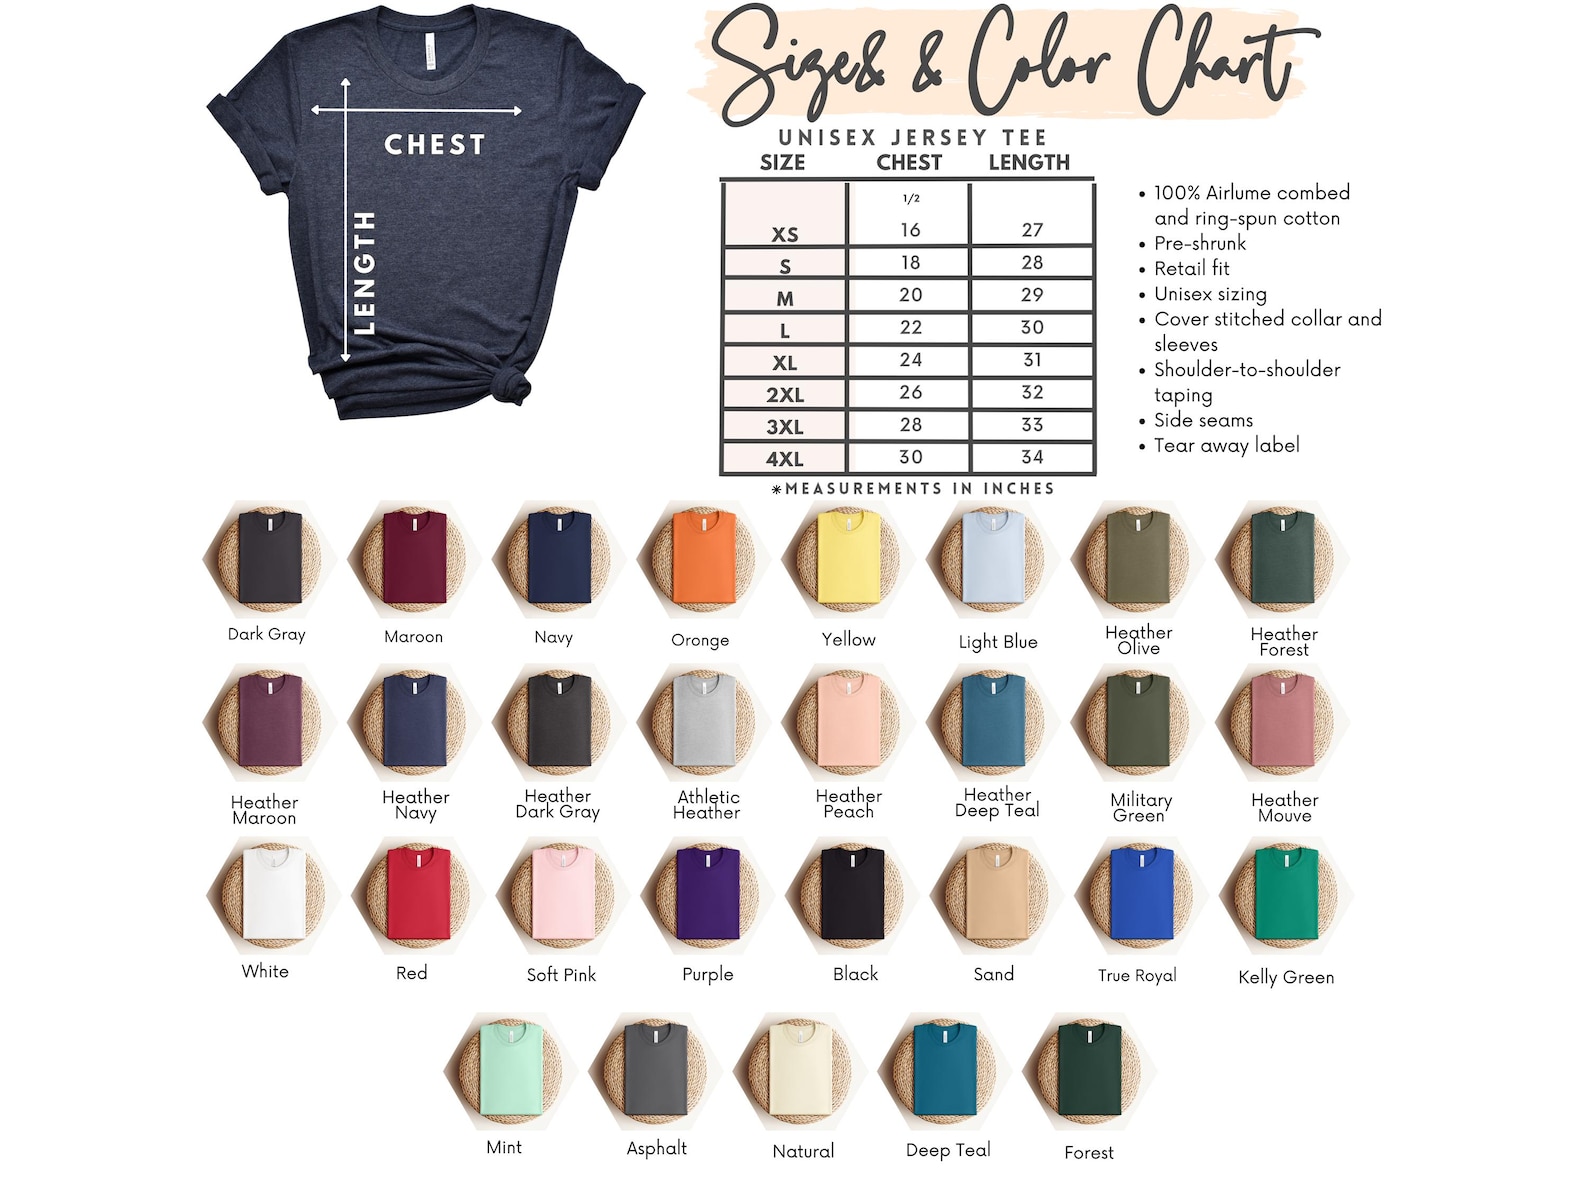 Sizes & Color Chart
UNISEX JERSEY TEE
SIZE CHEST LENGTH
1/2
XS 16 27
S 18 28
M 20 29
L 22 30
XL 24 31
2XL 26 32
3XL 28 33
4XL 30 34
*MEASUREMENTS IN INCHES
CHEST
LENGTH
• 100% Airlume combed
and ring-spun cotton
• Pre-shrunk
• Retail fit
• Unisex sizing
• Cover stitched collar and
sleeves
• Shoulder-to-shoulder
taping
• Side seams
• Tear away label
Dark Gray
Maroon
Navy
Oronge
Yellow
Light Blue
Heather
Olive
Heather
Forest
Heather
Maroon
Heather
Navy
Heather
Dark Gray
Athletic
Heather
Heather
Peach
Heather
Deep Teal
Military
Green
Heather
Mouve
White
Red
Soft Pink
Purple
Black
Sand
True Royal
Kelly Green
Mint
Asphalt
Natural
Deep Teal
Forest